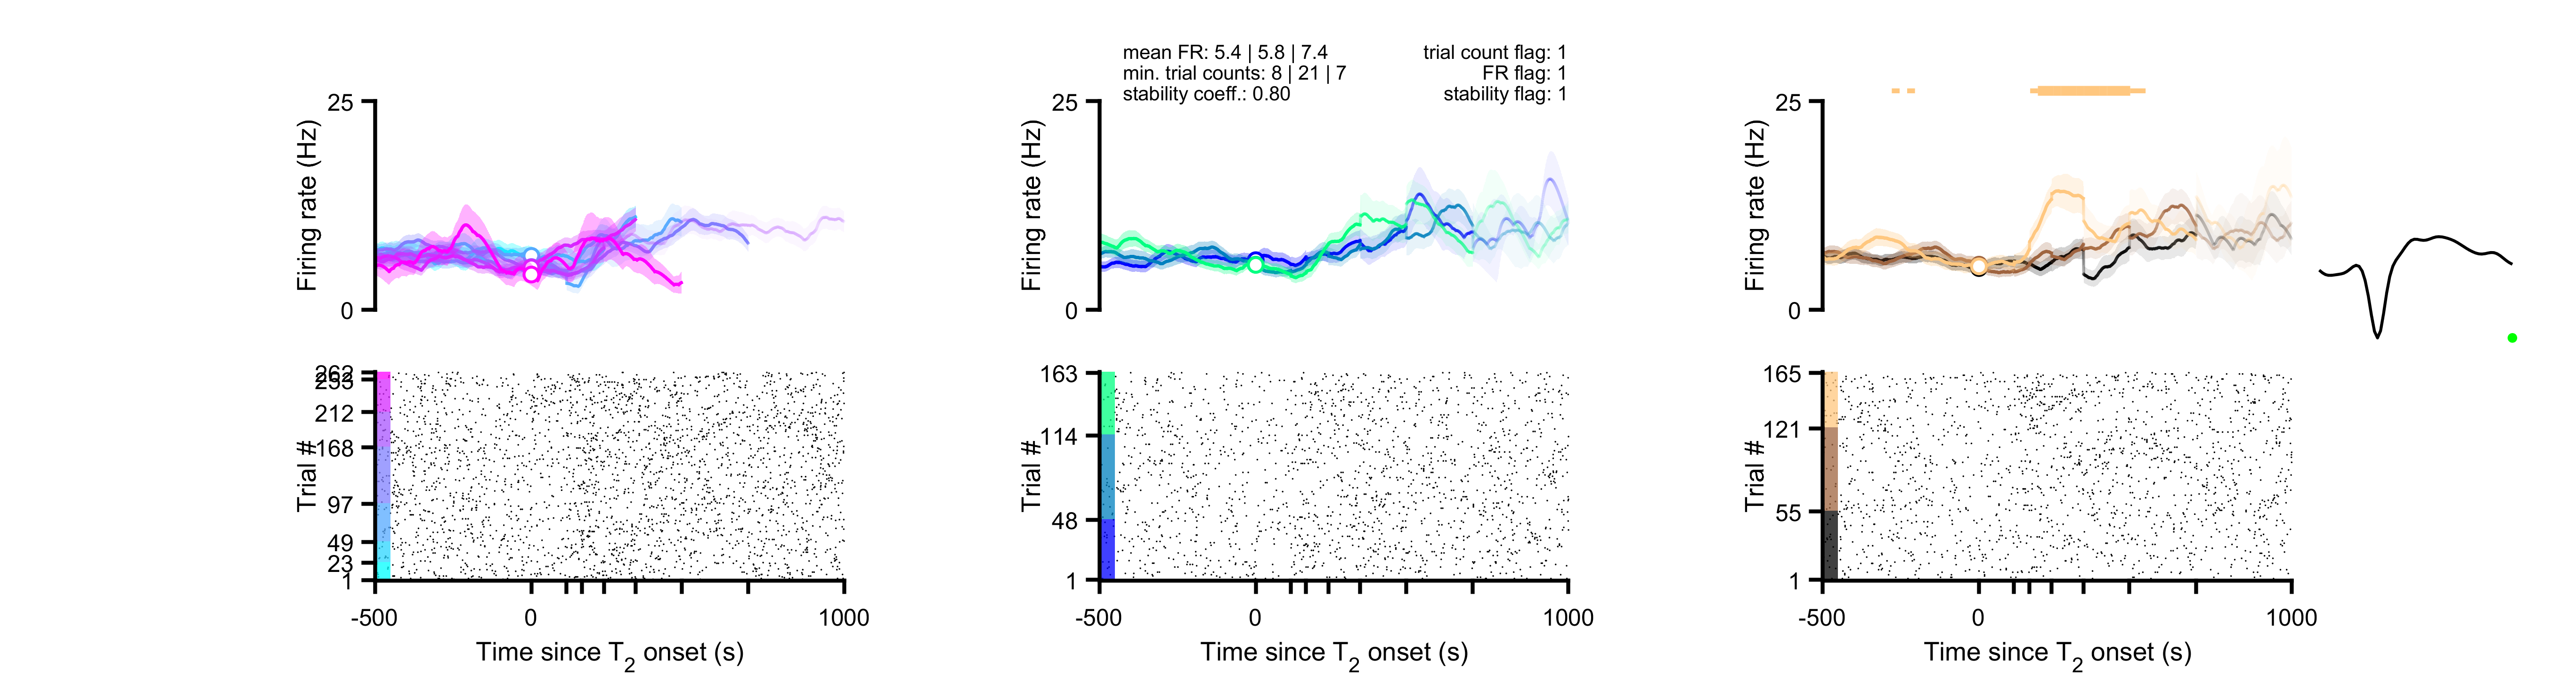 mean FR: 5.4 | 5.8 | 7.4
min. trial counts: 8 | 21 | 7
stability coeff.: 0.80
trial count flag: 1
FR flag: 1
stability flag: 1
25
Firing rate (Hz)
0
25
Firing rate (Hz)
0
25
Firing rate (Hz)
0
262
253
212
168
97
49
23
1
Trial #
-500
0
1000
Time since T2 onset (s)
163
114
48
1
Trial #
-500
0
1000
Time since T2 onset (s)
165
121
55
1
Trial #
-500
0
1000
Time since T2 onset (s)